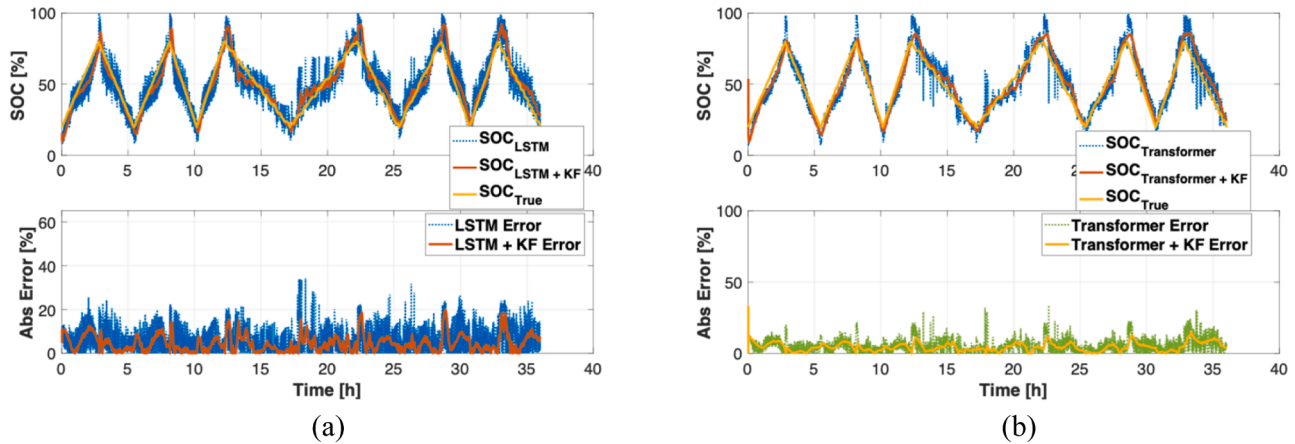 100
50
0
SOC [%]
0 5 10 15 20 25 30 35 40
SOC_LSTM
SOC_LSTM + KF
SOC_True
60
40
20
0
Abs Error [%]
LSTM Error
LSTM + KF Error
0 5 10 15 20 25 30 35 40
Time [h]
(a)
100
50
0
SOC [%]
0 5 10 15 20 25 30 35 40
SOC_Transformer
SOC_Transformer + KF
SOC_True
100
50
0
Abs Error [%]
Transformer Error
Transformer + KF Error
0 5 10 15 20 25 30 35 40
Time [h]
(b)